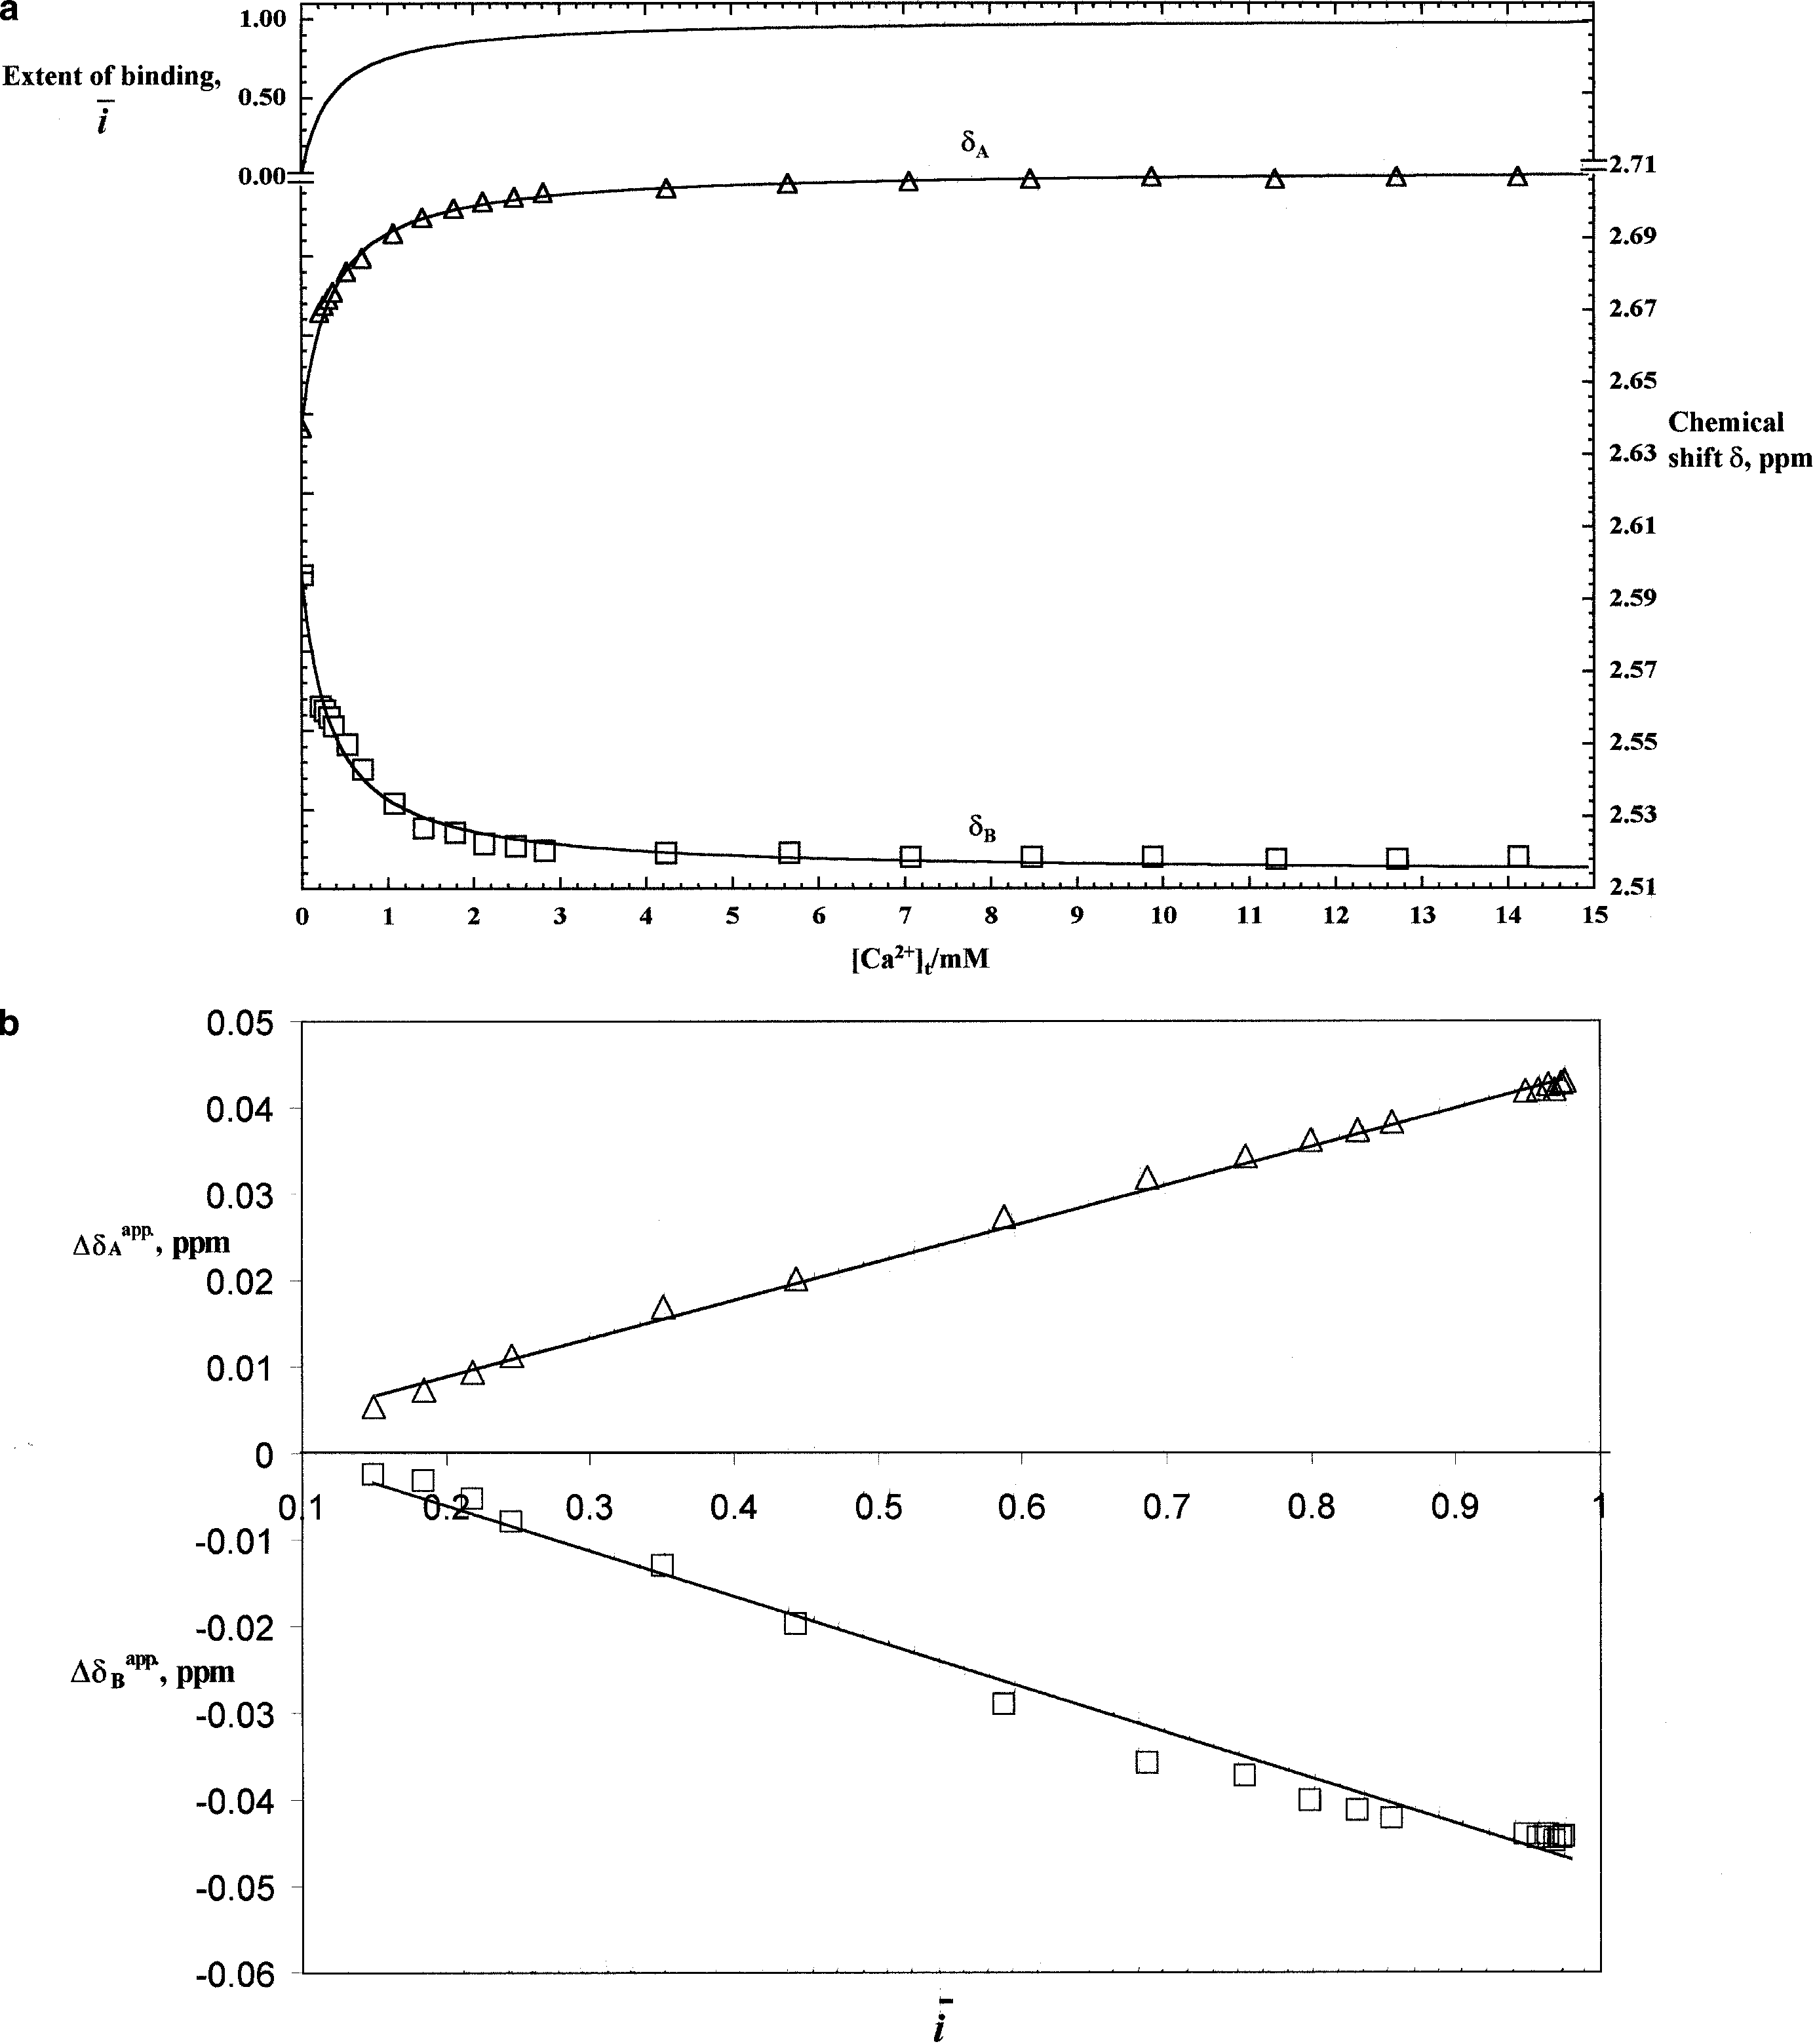 a
1.00
Extent of binding,
i
0.50
0.00
δA
2.71
2.69
2.67
2.65
Chemical
shift δ, ppm
2.63
2.61
2.59
2.57
2.55
2.53
2.51
δB
0 1 2 3 4 5 6 7 8 9 10 11 12 13 14 15
[Ca2+]t/mM
b
0.05
0.04
0.03
ΔδA app., ppm
0.02
0.01
0
0.1 0.2 0.3 0.4 0.5 0.6 0.7 0.8 0.9 1
-0.01
-0.02
ΔδB app., ppm
-0.03
-0.04
-0.05
-0.06
i